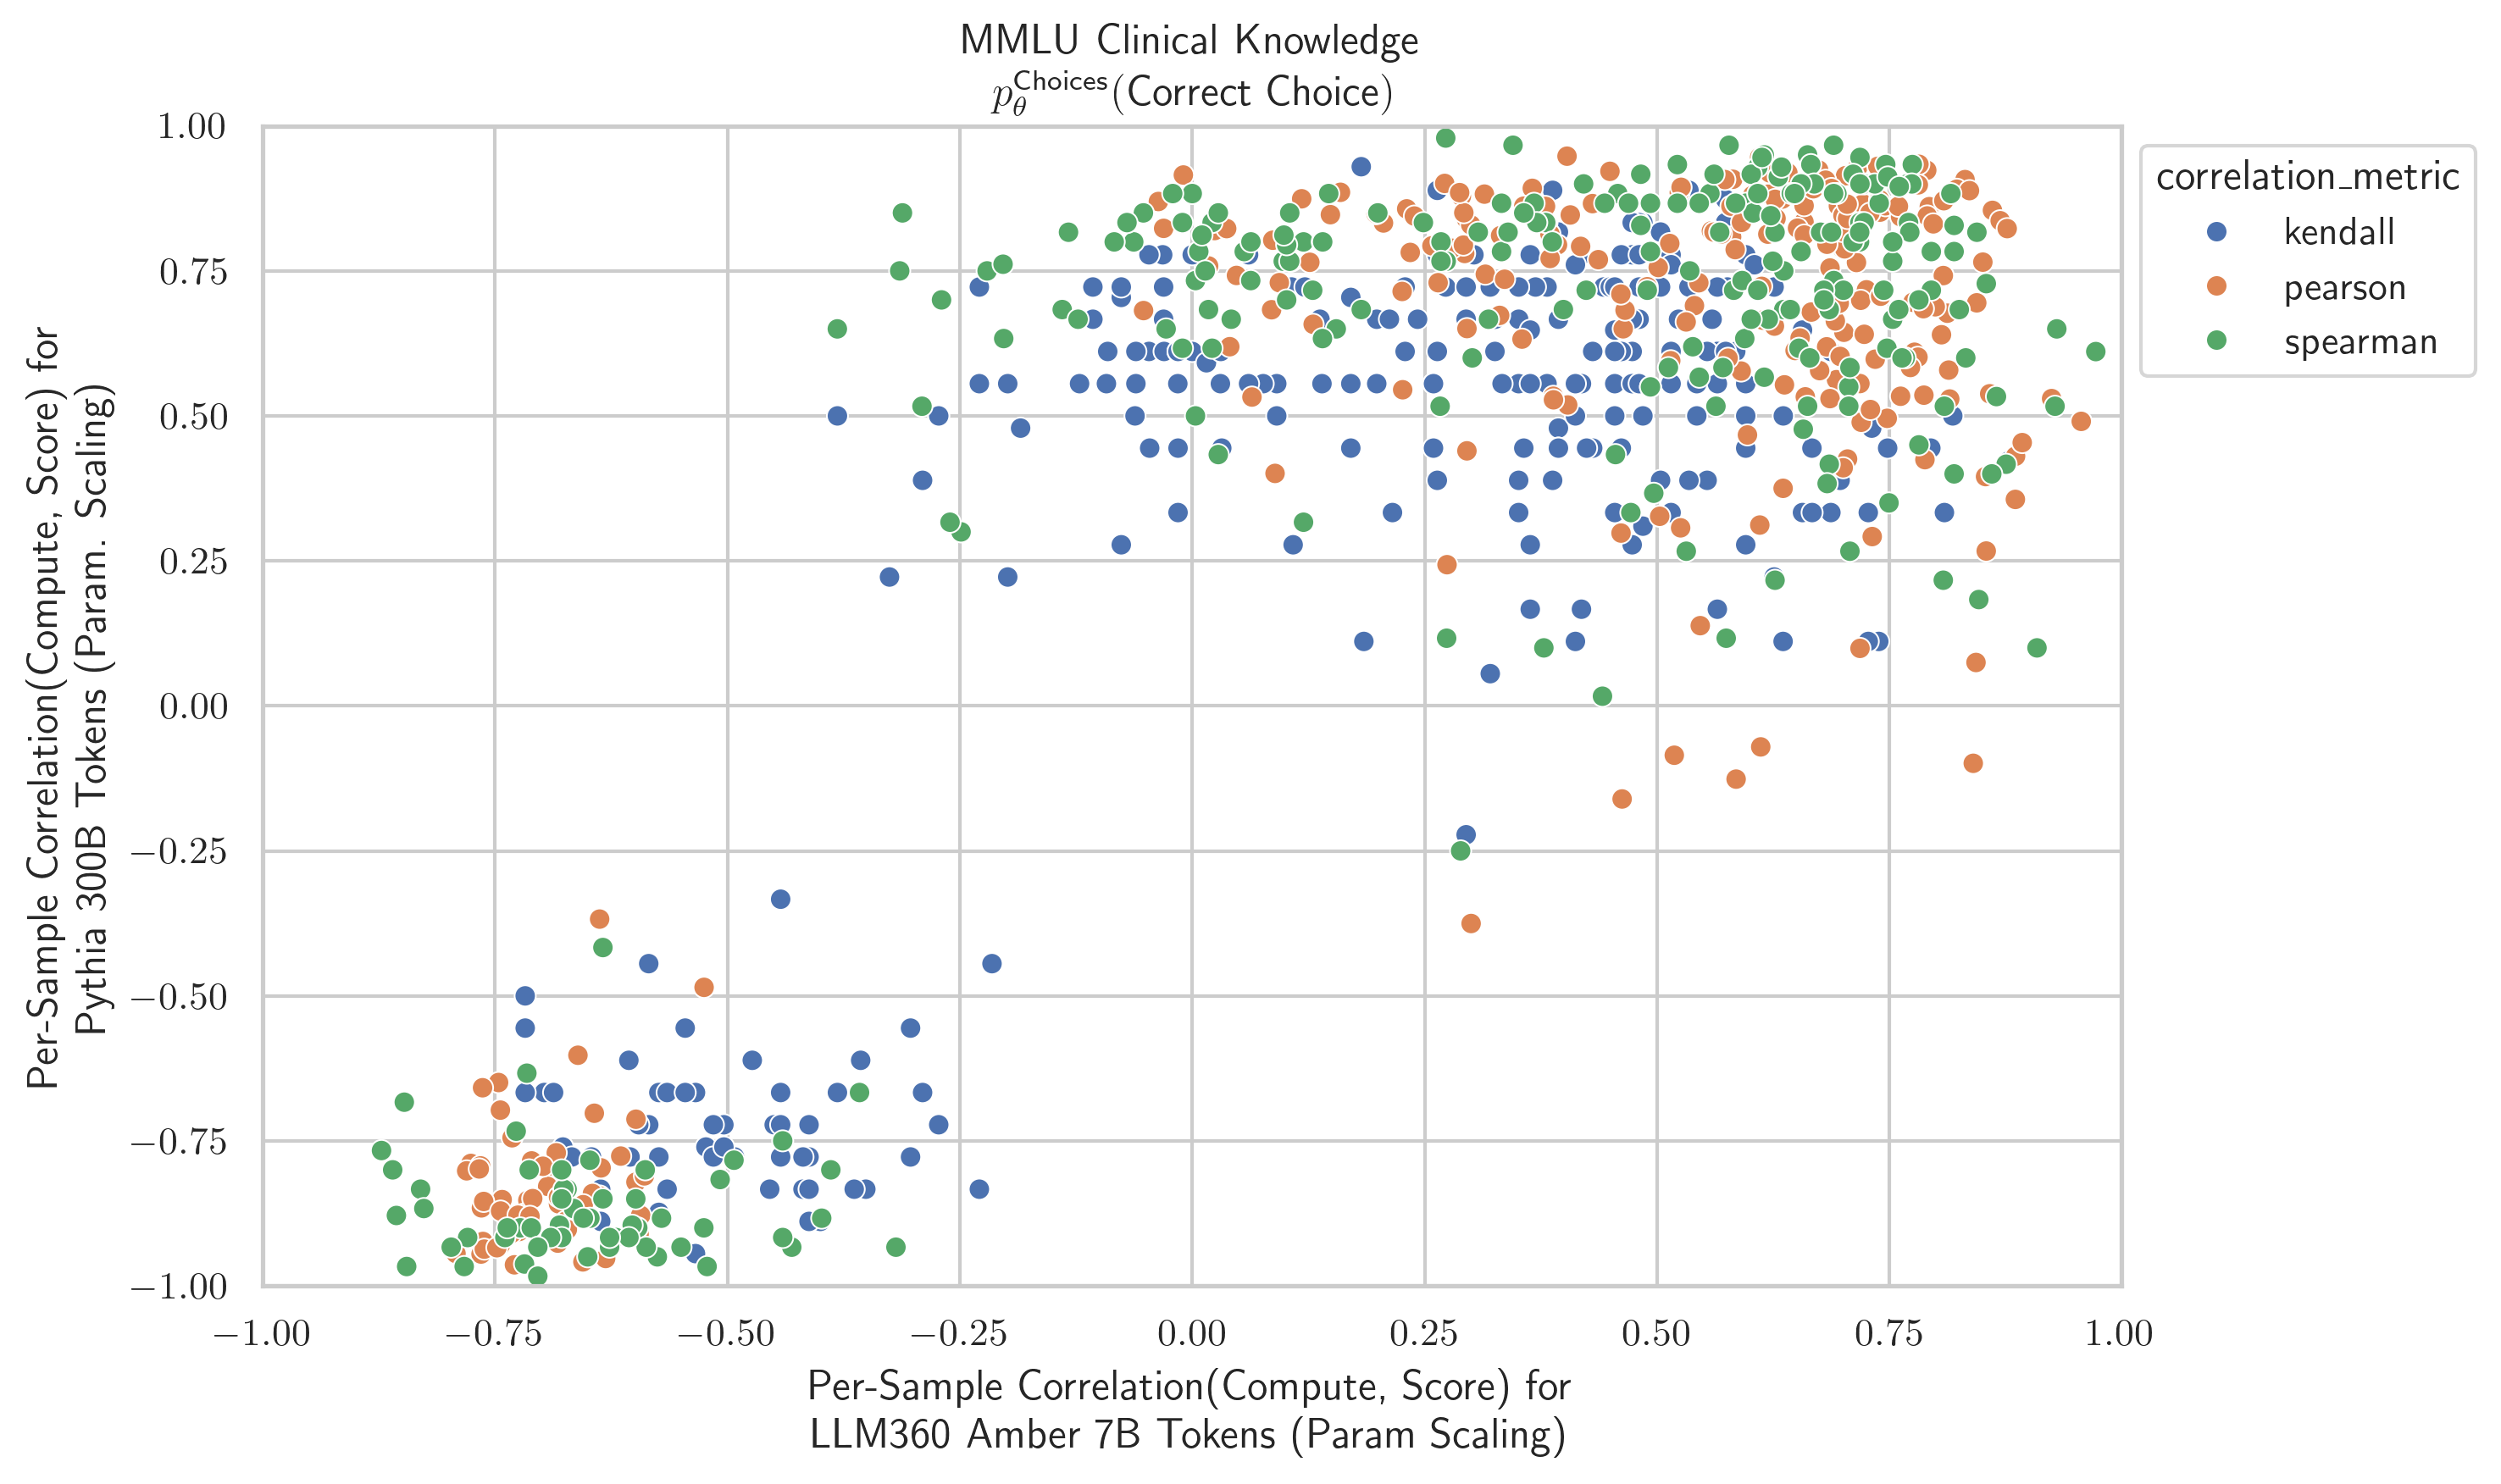 MMLU Clinical Knowledge
p_θ^Choices(Correct Choice)
Per-Sample Correlation(Compute, Score) for
Pythia 300B Tokens (Param. Scaling)
1.00
0.75
0.50
0.25
0.00
−0.25
−0.50
−0.75
−1.00
−1.00
−0.75
−0.50
−0.25
0.00
0.25
0.50
0.75
1.00
Per-Sample Correlation(Compute, Score) for
LLM360 Amber 7B Tokens (Param Scaling)
correlation_metric
kendall
pearson
spearman